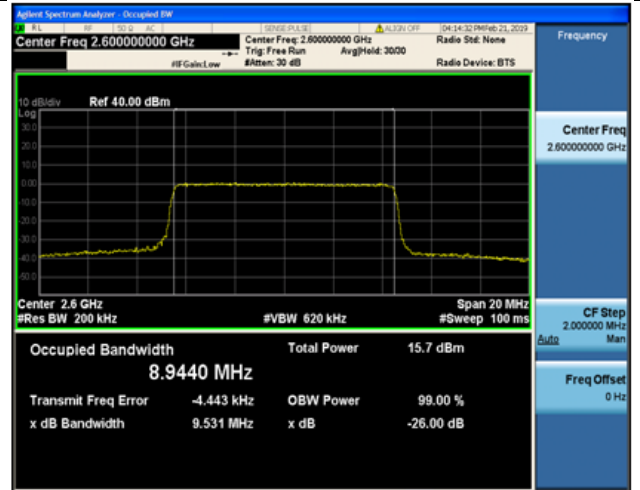 Agilent Spectrum Analyzer - Occupied BW
RL RF 50 Ω AC SENSE:PULSE ALIGN OFF 04:14:32 PM Feb 21, 2019
Center Freq 2.600000000 GHz
Center Freq: 2.600000000 GHz
Radio Std: None
Trig: Free Run Avg|Hold: 30/30
#IFGain:Low #Atten: 30 dB Radio Device: BTS
10 dB/div Ref 40.00 dBm
Log
30.0
20.0
10.0
0.00
-10.0
-20.0
-30.0
-40.0
-50.0
Center 2.6 GHz Span 20 MHz
#Res BW 200 kHz #VBW 620 kHz #Sweep 100 ms
Occupied Bandwidth Total Power 15.7 dBm
8.9440 MHz
Transmit Freq Error -4.443 kHz OBW Power 99.00 %
x dB Bandwidth 9.531 MHz x dB -26.00 dB
Frequency
Center Freq
2.600000000 GHz
CF Step
2.000000 MHz
Auto Man
Freq Offset
0 Hz